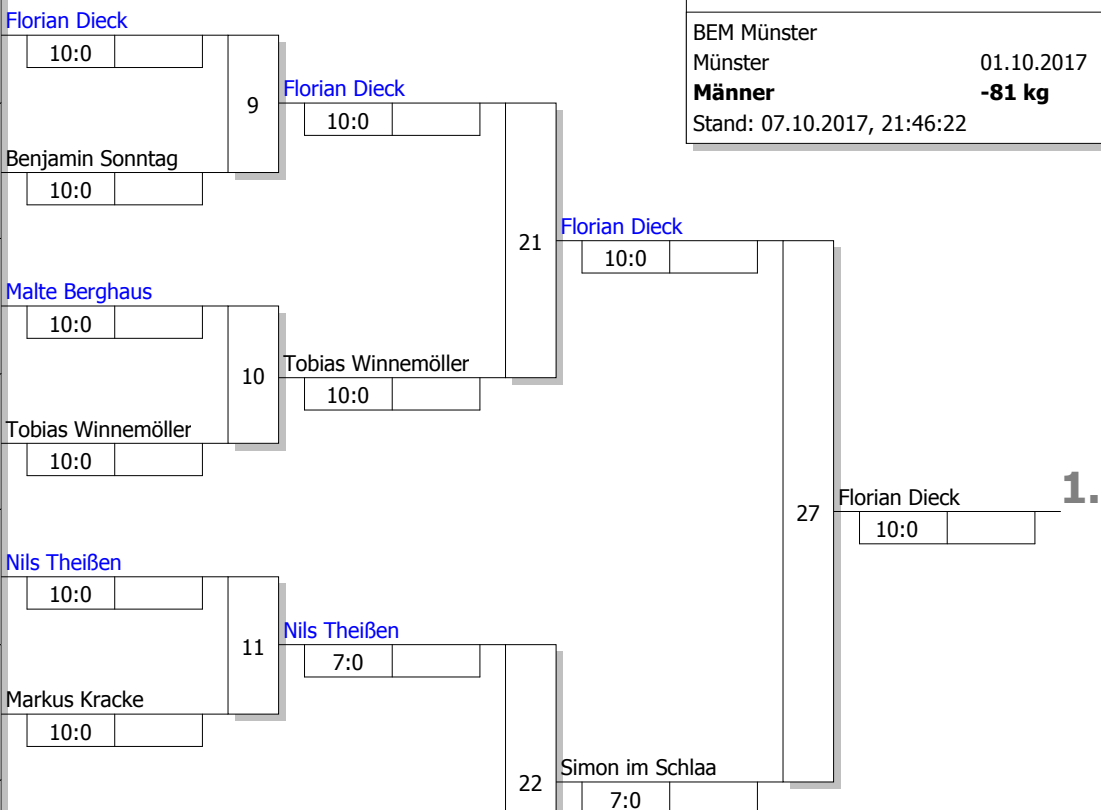 Florian Dieck
10:0
BEM Münster
Münster 01.10.2017
Männer -81 kg
Stand: 07.10.2017, 21:46:22
9
Florian Dieck
10:0
Benjamin Sonntag
10:0
21
Florian Dieck
10:0
Malte Berghaus
10:0
10
Tobias Winnemöller
10:0
Tobias Winnemöller
10:0
27
Florian Dieck 1.
10:0
Nils Theißen
10:0
11
Nils Theißen
7:0
Markus Kracke
10:0
22
Simon im Schlaa
7:0